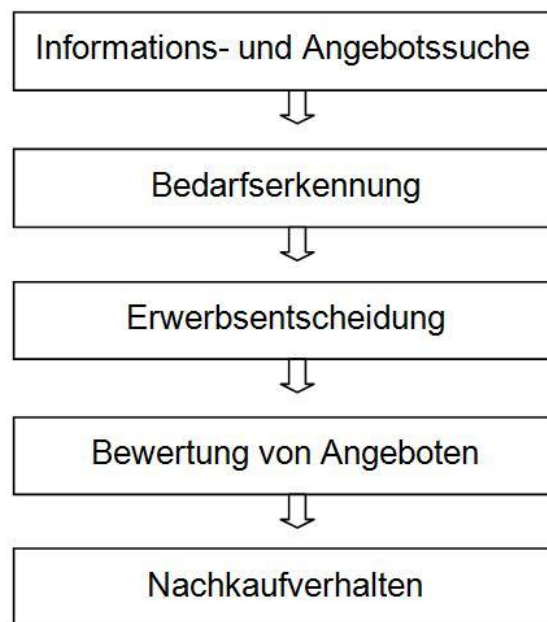 Informations- und Angebotssuche
Bedarfserkennung
Erwerbsentscheidung
Bewertung von Angeboten
Nachkaufverhalten